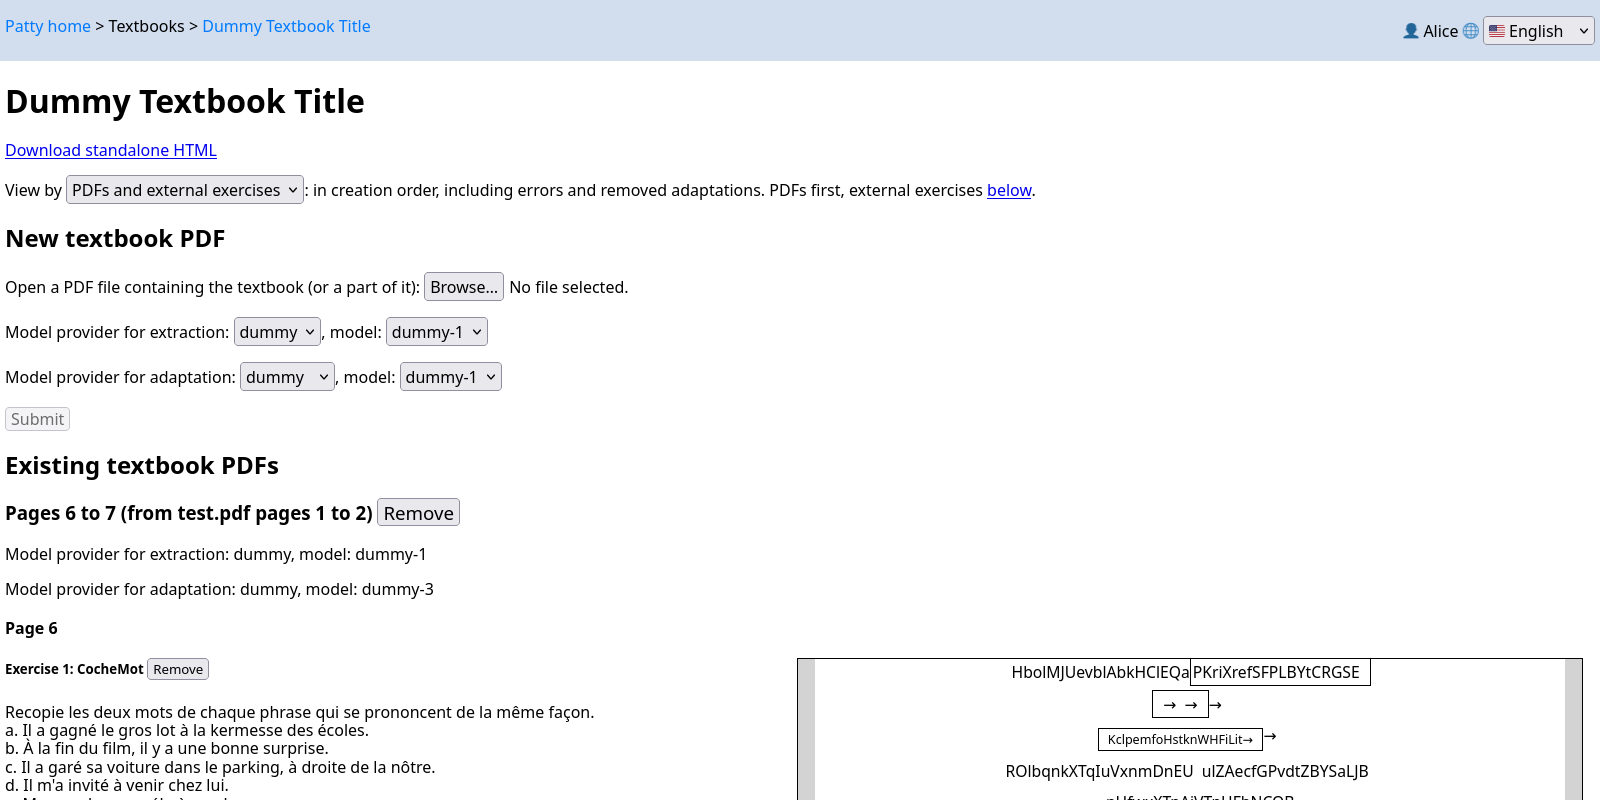 Patty home > Textbooks > Dummy Textbook Title
Alice English
Dummy Textbook Title
Download standalone HTML
View by PDFs and external exercises : in creation order, including errors and removed adaptations. PDFs first, external exercises below.
New textbook PDF
Open a PDF file containing the textbook (or a part of it): Browse... No file selected.
Model provider for extraction: dummy , model: dummy-1
Model provider for adaptation: dummy , model: dummy-1
Submit
Existing textbook PDFs
Pages 6 to 7 (from test.pdf pages 1 to 2) Remove
Model provider for extraction: dummy, model: dummy-1
Model provider for adaptation: dummy, model: dummy-3
Page 6
Exercise 1: CocheMot Remove
Recopie les deux mots de chaque phrase qui se prononcent de la même façon.
a. Il a gagné le gros lot à la kermesse des écoles.
b. À la fin du film, il y a une bonne surprise.
c. Il a garé sa voiture dans le parking, à droite de la nôtre.
d. Il m'a invité à venir chez lui.
HbolMJUevblAbkHClEQaPKriXrefSFPLBYtCRGSE
→ → →
KclpemfoHstknWHFiLit→ →
ROlbqnkXTqIuVxnmDnEU ulZAecfGPvdtZBYSaLJB